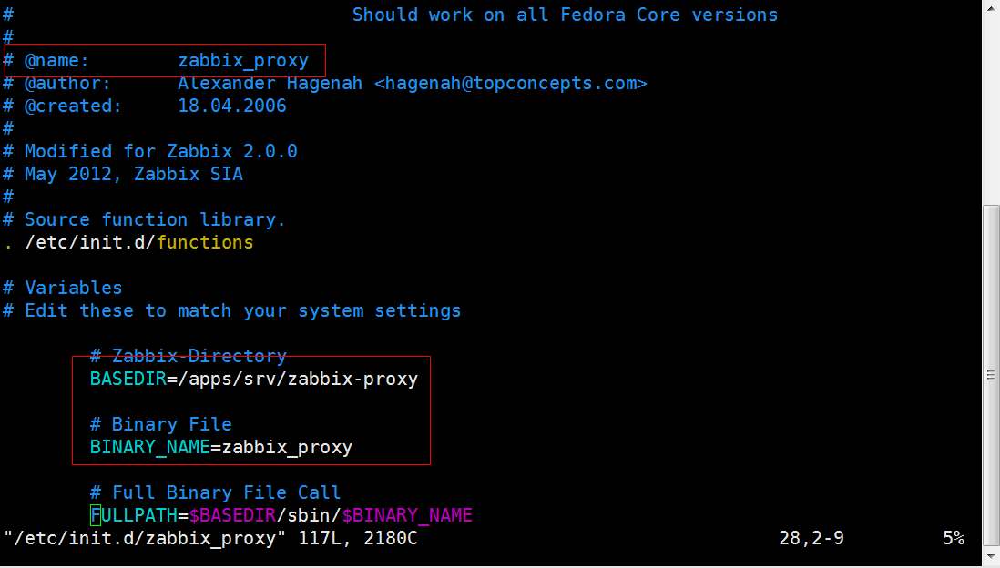 #                               Should work on all Fedora Core versions
#
# @name:        zabbix_proxy
# @author:      Alexander Hagenah <hagenah@topconcepts.com>
# @created:     18.04.2006
#
# Modified for Zabbix 2.0.0
# May 2012, Zabbix SIA
#
# Source function library.
. /etc/init.d/functions

# Variables
# Edit these to match your system settings

        # Zabbix-Directory
        BASEDIR=/apps/srv/zabbix-proxy

        # Binary File
        BINARY_NAME=zabbix_proxy

        # Full Binary File Call
        FULLPATH=$BASEDIR/sbin/$BINARY_NAME
"/etc/init.d/zabbix_proxy" 117L, 2180C                                 28,2-9         5%